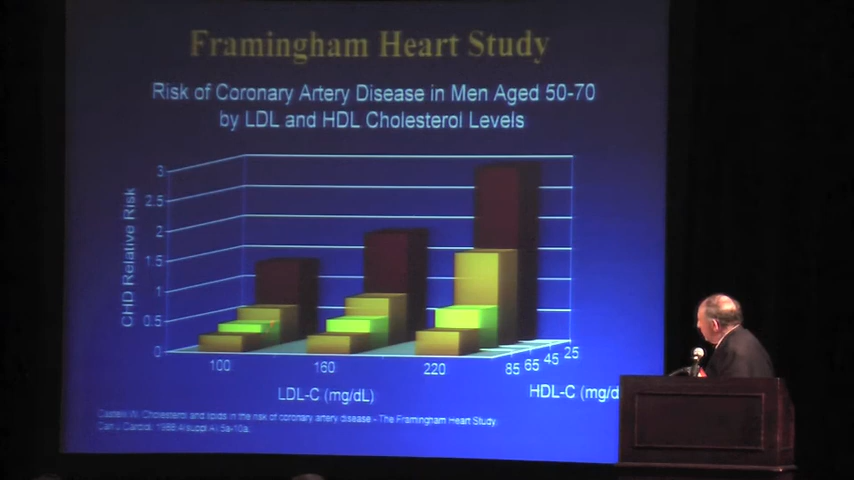 Framingham Heart Study
Risk of Coronary Artery Disease in Men Aged 50-70
by LDL and HDL Cholesterol Levels
3
2.5
2
1.5
1
0.5
0
CHD Relative Risk
100
160
220
85
65
45
25
LDL-C (mg/dL)
HDL-C (mg/d
Castelli W. Cholesterol and lipids in the risk of coronary artery disease - The Framingham Heart Study.
Can J Cardiol. 1988;4(suppl A) 5a-10a.